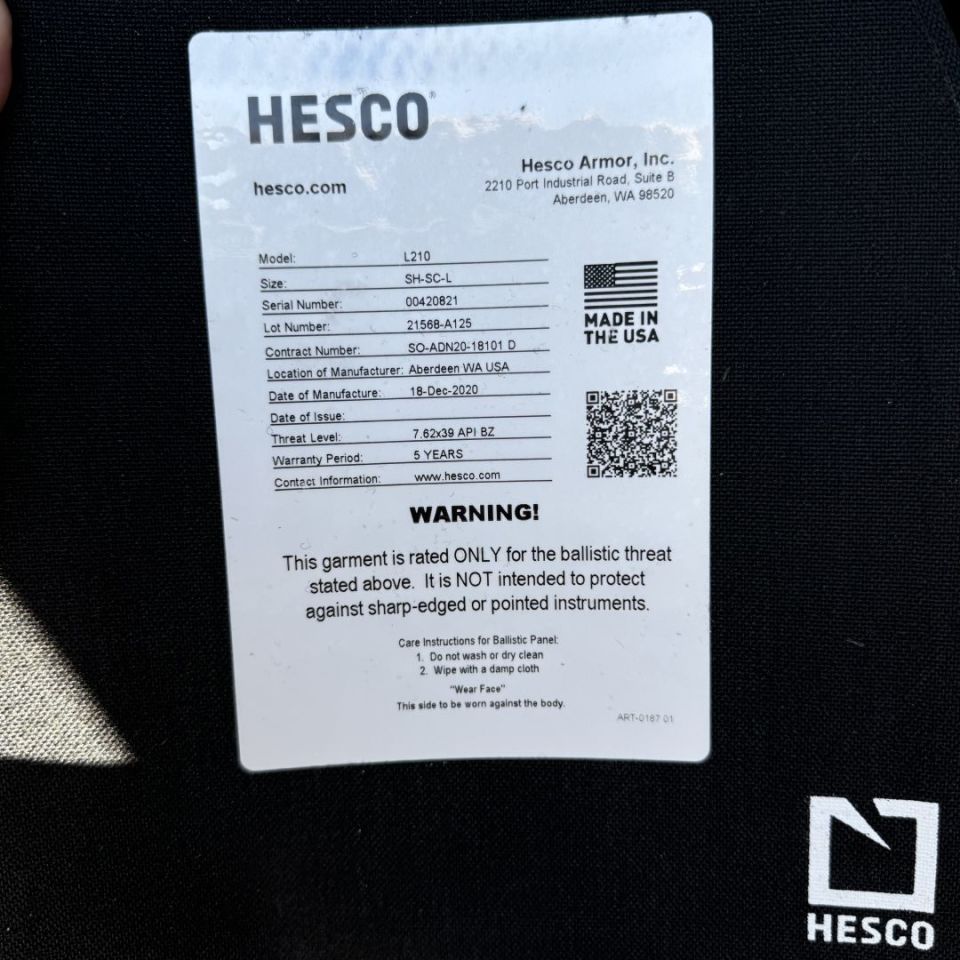 HESCO®
hesco.com
Hesco Armor, Inc.
2210 Port Industrial Road, Suite B
Aberdeen, WA 98520
Model: L210
Size: SH-SC-L
Serial Number: 00420821
Lot Number: 21568-A125
Contract Number: SO-ADN20-18101 D
Location of Manufacturer: Aberdeen WA USA
Date of Manufacture: 18-Dec-2020
Date of Issue:
Threat Level: 7.62x39 API BZ
Warranty Period: 5 YEARS
Contact Information: www.hesco.com
MADE IN
THE USA
WARNING!
This garment is rated ONLY for the ballistic threat
stated above. It is NOT intended to protect
against sharp-edged or pointed instruments.
Care Instructions for Ballistic Panel:
1. Do not wash or dry clean
2. Wipe with a damp cloth
"Wear Face"
This side to be worn against the body.
ART-0187 01
HESCO